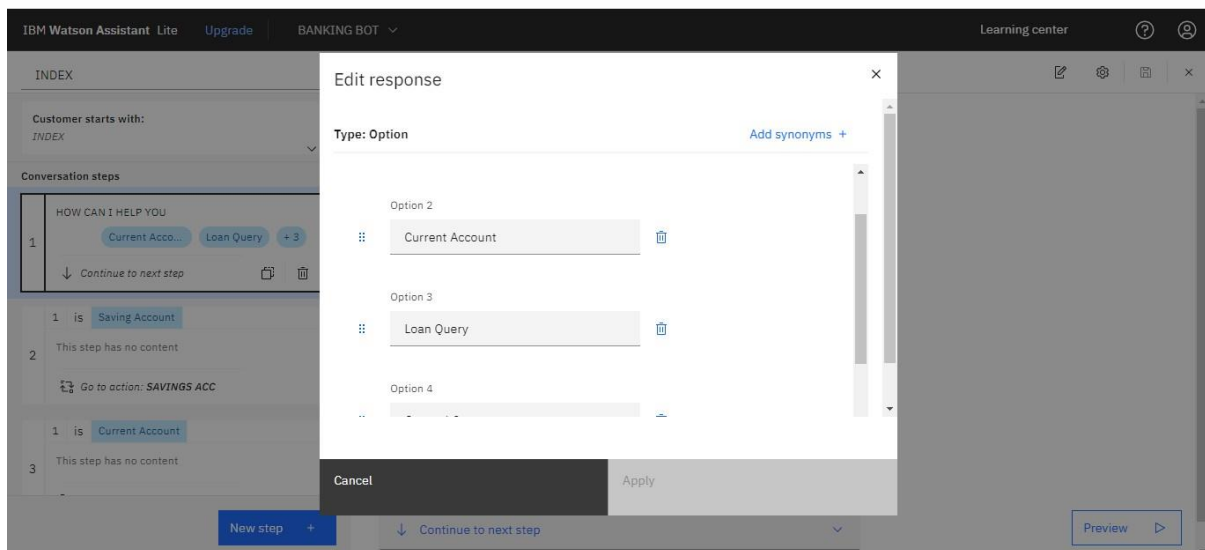 IBM Watson Assistant Lite Upgrade BANKING BOT Learning center
INDEX
Customer starts with:
INDEX
Conversation steps
1
HOW CAN I HELP YOU
Current Acco... Loan Query + 3
Continue to next step
2
1 is Saving Account
This step has no content
Go to action: SAVINGS ACC
3
1 is Current Account
This step has no content
New step +
Edit response
Type: Option Add synonyms +
Option 2
Current Account
Option 3
Loan Query
Option 4
Cancel Apply
Continue to next step
Preview